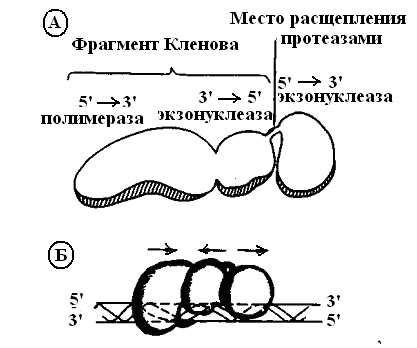 А
Место расщепления
протеазами
Фрагмент Кленова
5' → 3'
полимераза
3' → 5'
экзонуклеаза
5' → 3'
экзонуклеаза
Б
5'
3'
3'
5'